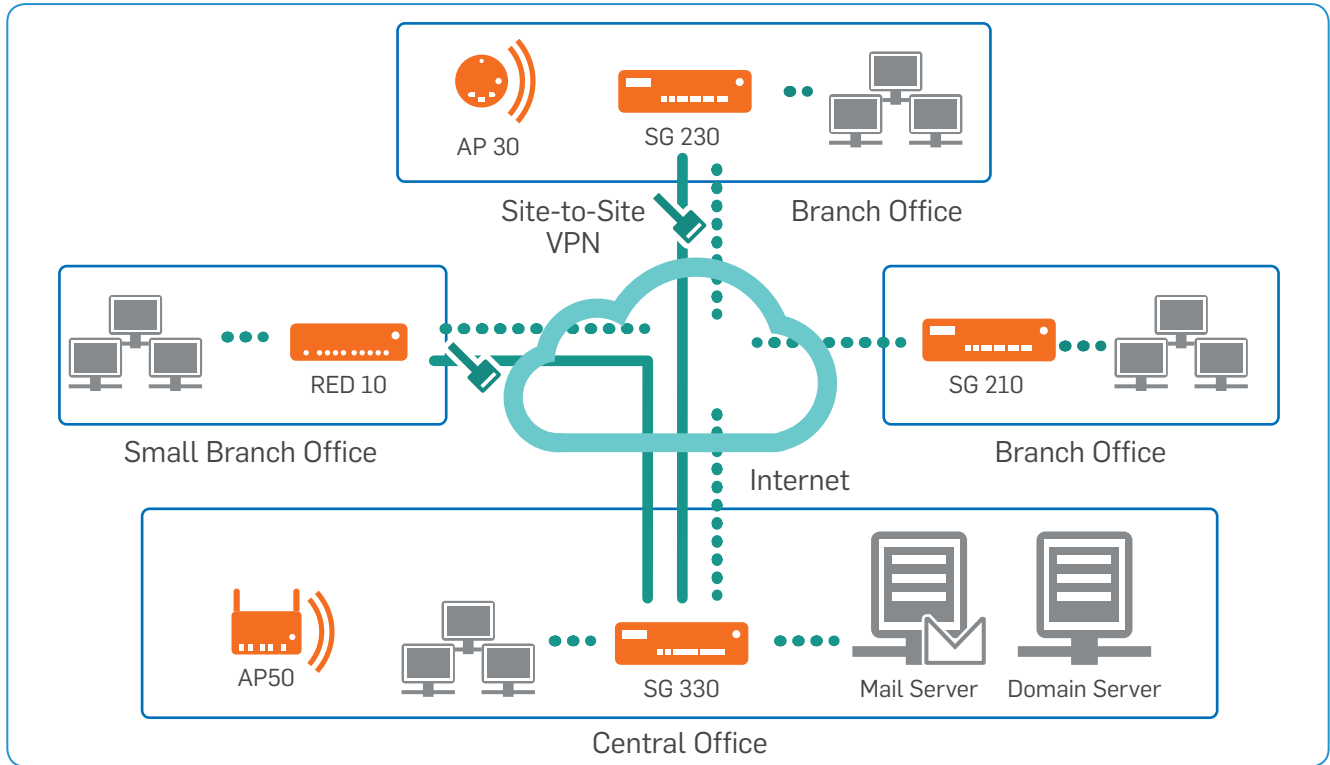 AP 30
SG 230
Site-to-Site
VPN
Branch Office
RED 10
Small Branch Office
SG 210
Branch Office
Internet
AP50
SG 330
Mail Server
Domain Server
Central Office